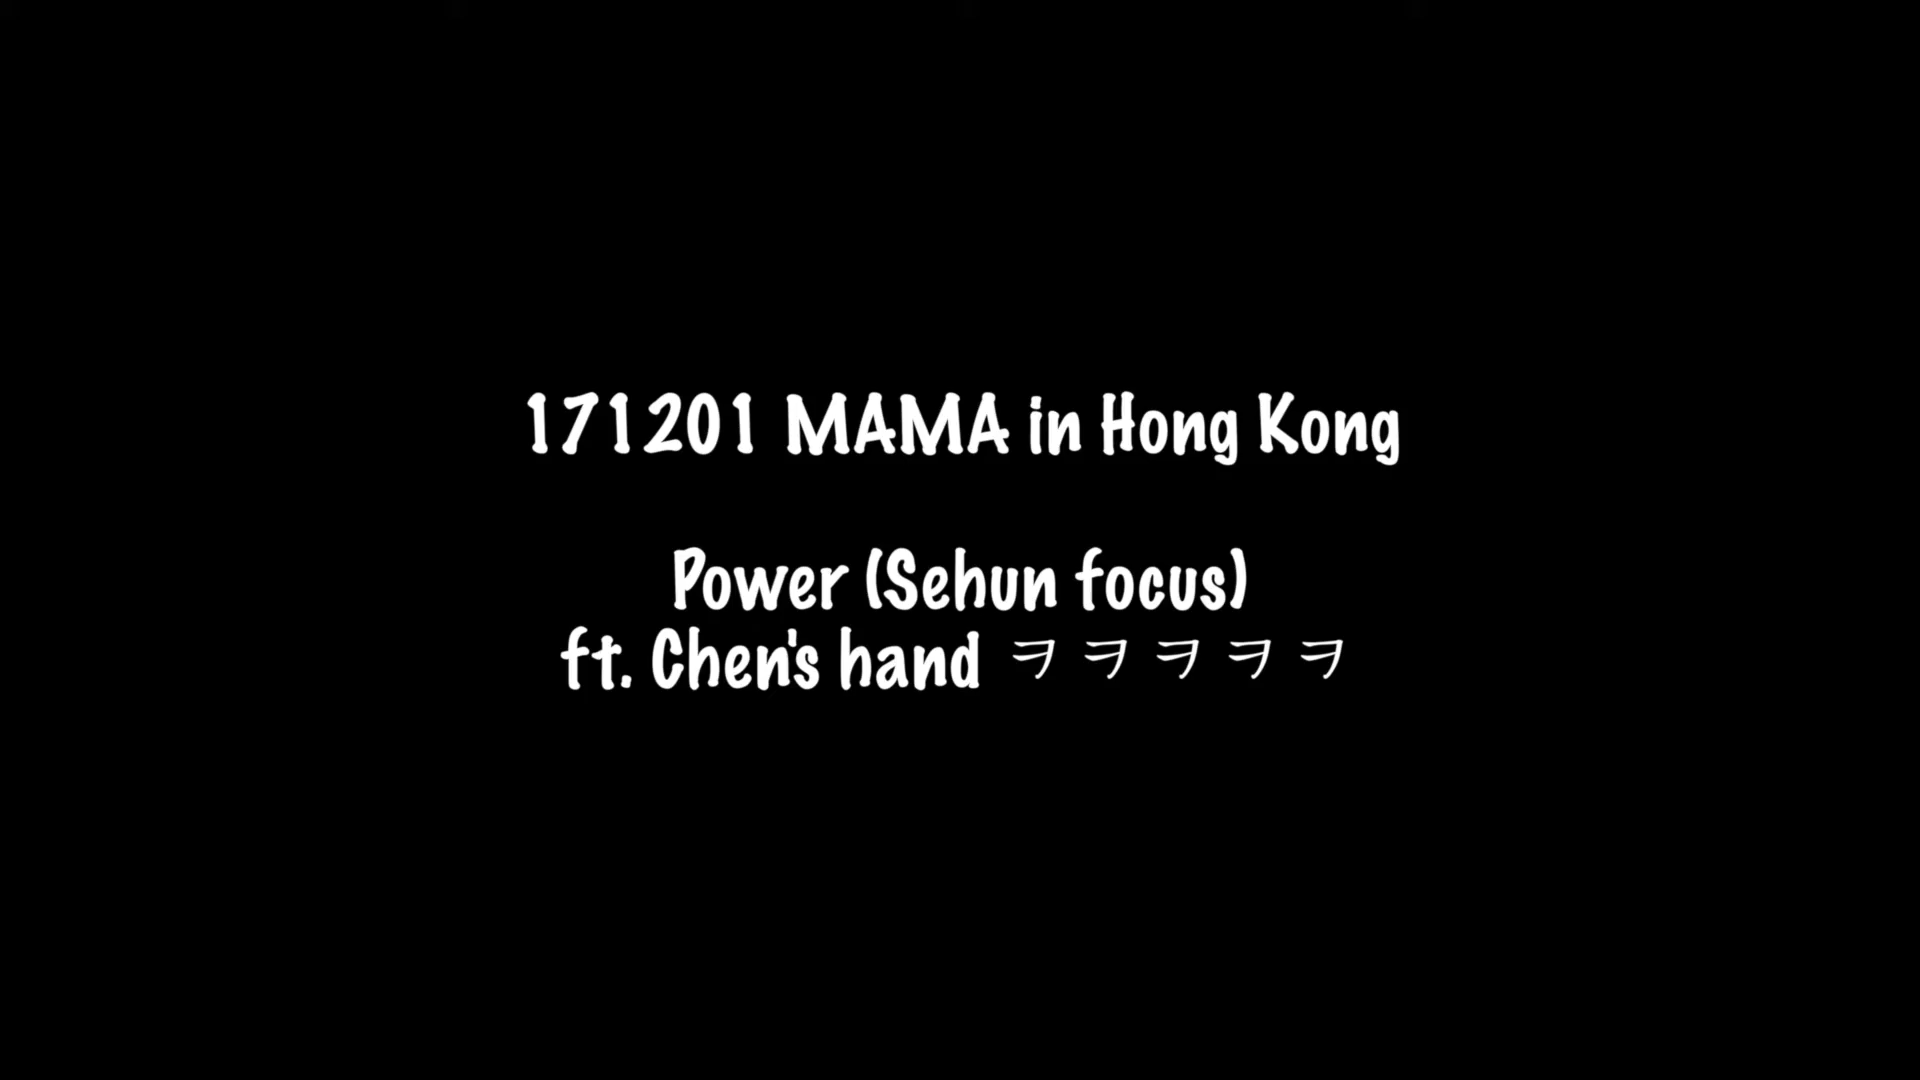 171201 MAMA in Hong Kong
Power (Sehun focus)
ft. Chen's hand ㅋㅋㅋㅋㅋ